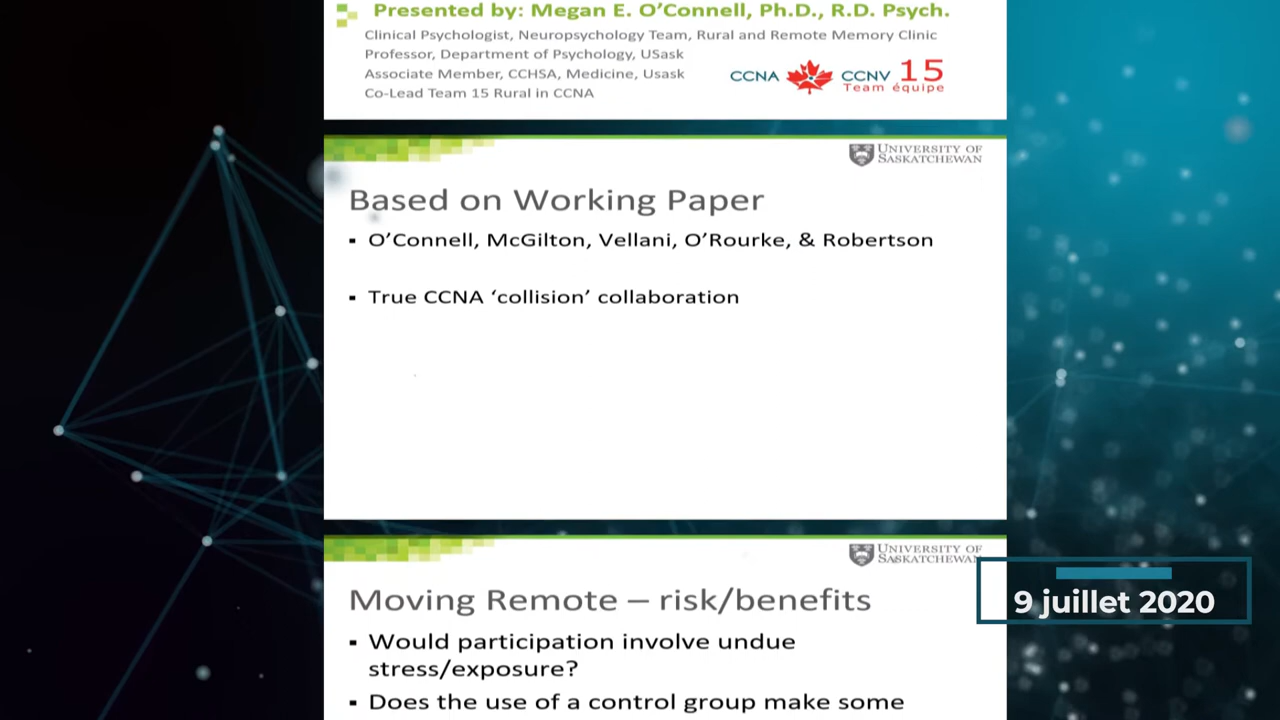 Presented by: Megan E. O’Connell, Ph.D., R.D. Psych.
Clinical Psychologist, Neuropsychology Team, Rural and Remote Memory Clinic
Professor, Department of Psychology, USask
Associate Member, CCHSA, Medicine, Usask
Co-Lead Team 15 Rural in CCNA
CCNA CCNV 15
Team équipe
UNIVERSITY OF
SASKATCHEWAN
Based on Working Paper
▪ O’Connell, McGilton, Vellani, O’Rourke, & Robertson
▪ True CCNA ‘collision’ collaboration
UNIVERSITY OF
SASKATCHEWAN
Moving Remote – risk/benefits
▪ Would participation involve undue
stress/exposure?
▪ Does the use of a control group make some
9 juillet 2020